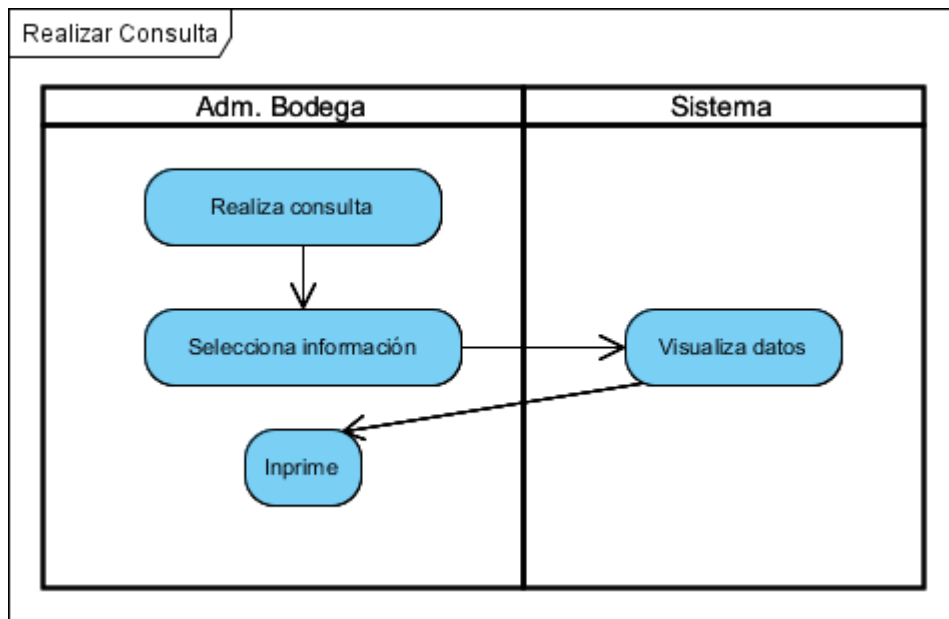 Realizar Consulta
Adm. Bodega
Sistema
Realiza consulta
Selecciona información
Visualiza datos
Inprime